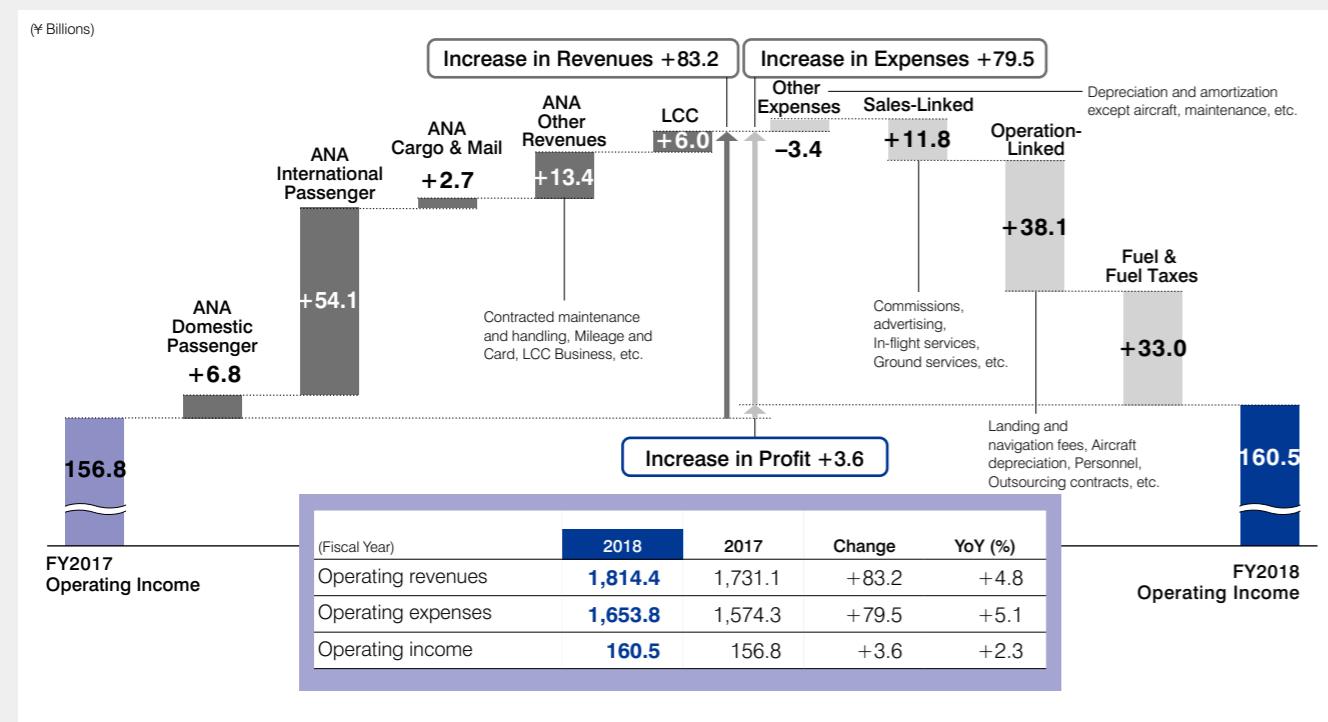 (¥ Billions)
Increase in Revenues +83.2
Increase in Expenses +79.5
ANA
Domestic
Passenger
+6.8
ANA
International
Passenger
+54.1
ANA
Cargo & Mail
+2.7
ANA
Other
Revenues
+13.4
LCC
+6.0
Other
Expenses
–3.4
Depreciation and amortization
except aircraft, maintenance, etc.
Sales-Linked
+11.8
Operation-
Linked
+38.1
Fuel &
Fuel Taxes
+33.0
Contracted maintenance
and handling, Mileage and
Card, LCC Business, etc.
Commissions,
advertising,
In-flight services,
Ground services, etc.
Landing and
navigation fees, Aircraft
depreciation, Personnel,
Outsourcing contracts, etc.
Increase in Profit +3.6
156.8
160.5
FY2017
Operating Income
FY2018
Operating Income
(Fiscal Year) 2018 2017 Change YoY (%)
Operating revenues 1,814.4 1,731.1 +83.2 +4.8
Operating expenses 1,653.8 1,574.3 +79.5 +5.1
Operating income 160.5 156.8 +3.6 +2.3